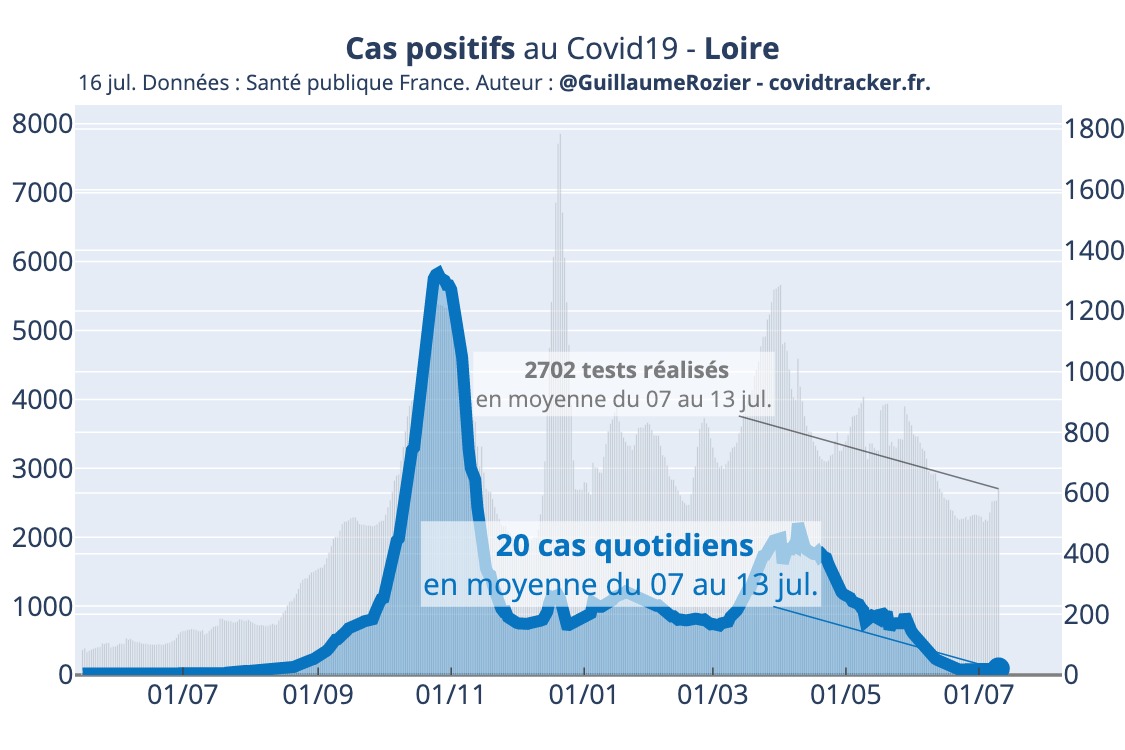 Cas positifs au Covid19 - Loire
16 jul. Données : Santé publique France. Auteur : @GuillaumeRozier - covidtracker.fr.
8000
7000
6000
5000
4000
3000
2000
1000
0
1800
1600
1400
1200
1000
800
600
400
200
0
2702 tests réalisés
en moyenne du 07 au 13 jul.
20 cas quotidiens
en moyenne du 07 au 13 jul.
01/07 01/09 01/11 01/01 01/03 01/05 01/07